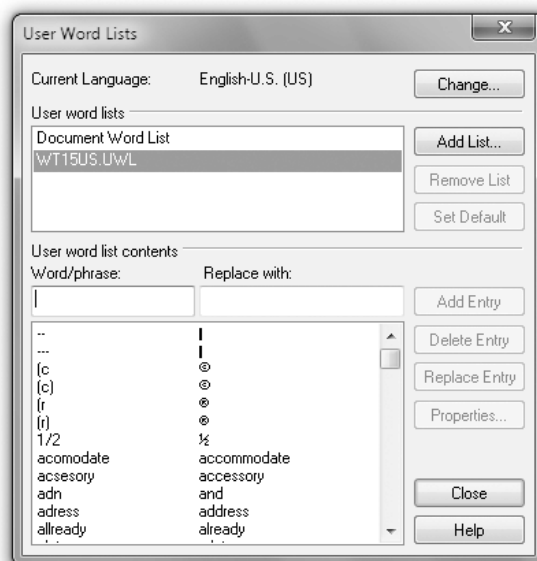 User Word Lists
Current Language: English-U.S. (US) Change...
User word lists
Document Word List Add List...
WT15US.UWL
Remove List
Set Default
User word list contents
Word/phrase: Replace with:
Add Entry
-- |
--- | Delete Entry
(c ©
(c) © Replace Entry
(r ®
(r) ® Properties...
1/2 ½
acomodate accommodate
acsesory accessory
adn and Close
adress address
allready already Help